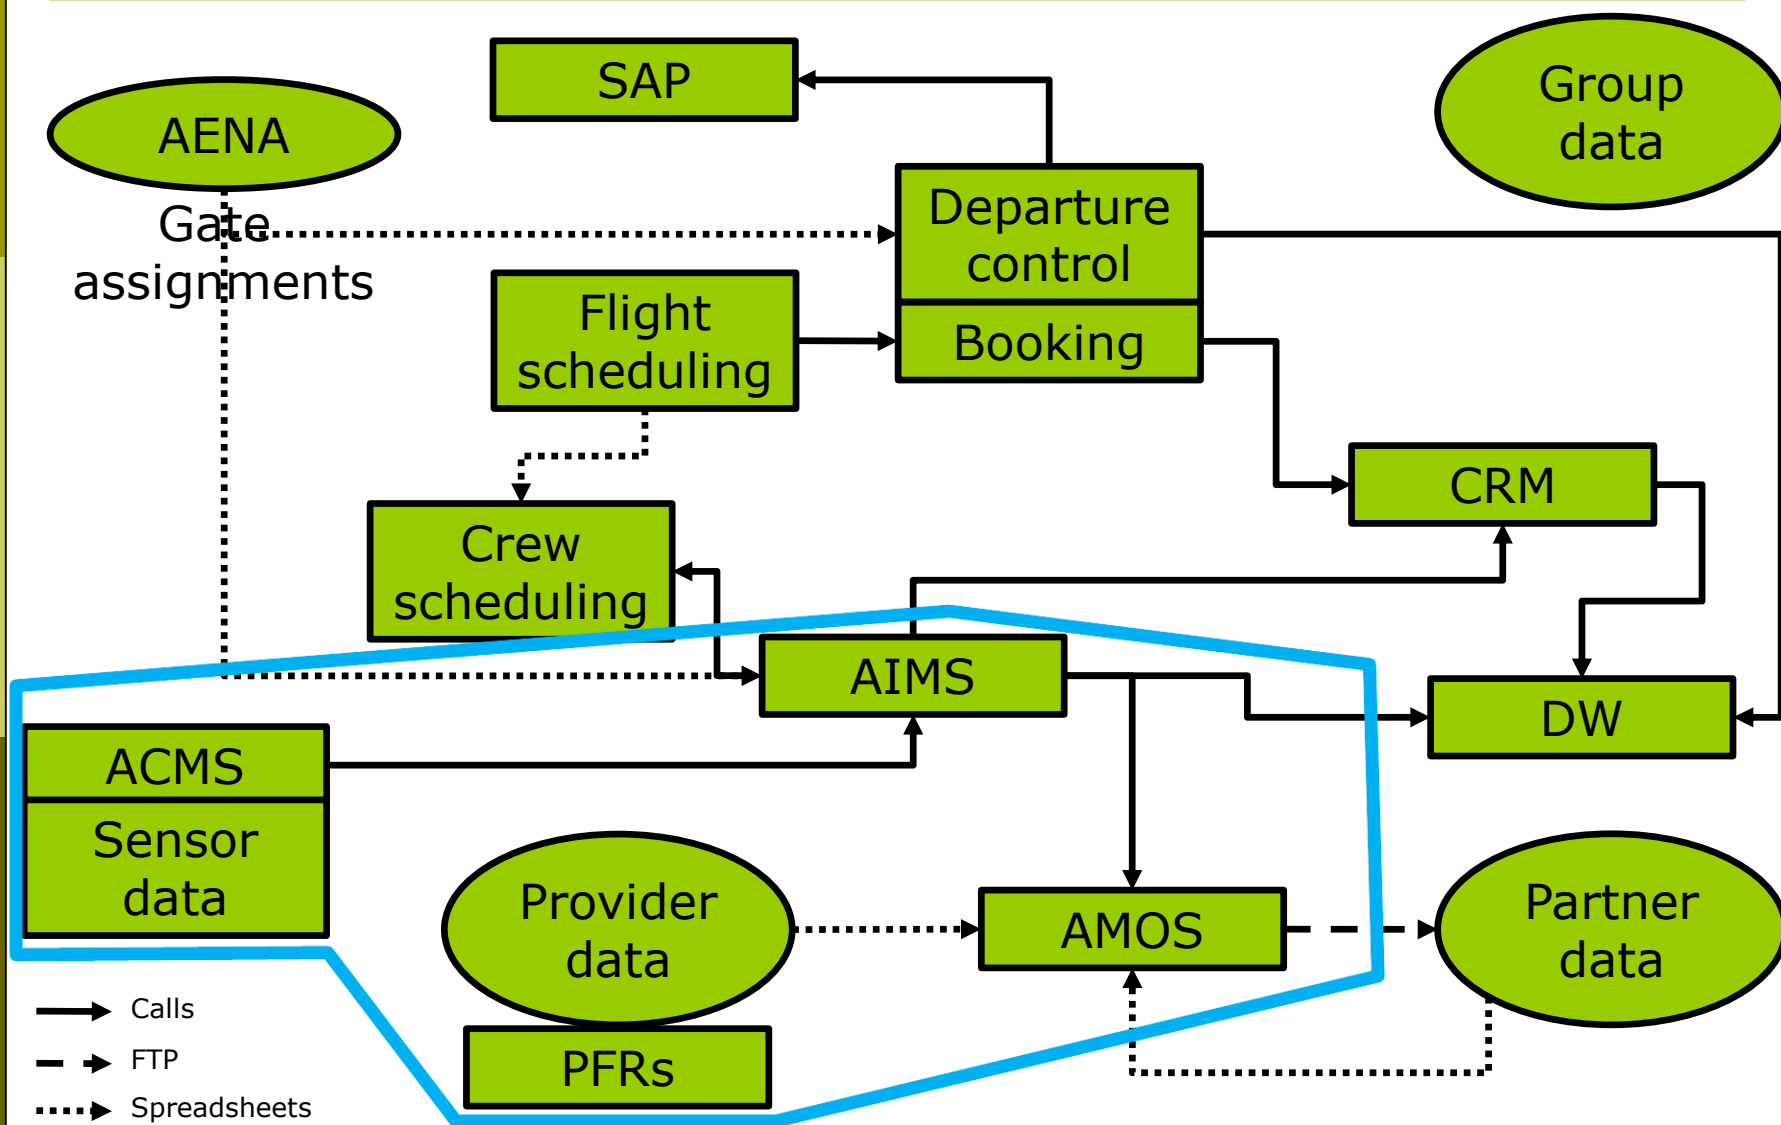 SAP
Group
data
AENA
Gate
assignments
Departure
control
Flight
scheduling
Booking
CRM
Crew
scheduling
AIMS
DW
ACMS
Sensor
data
Provider
data
AMOS
Partner
data
PFRs
Calls
FTP
Spreadsheets